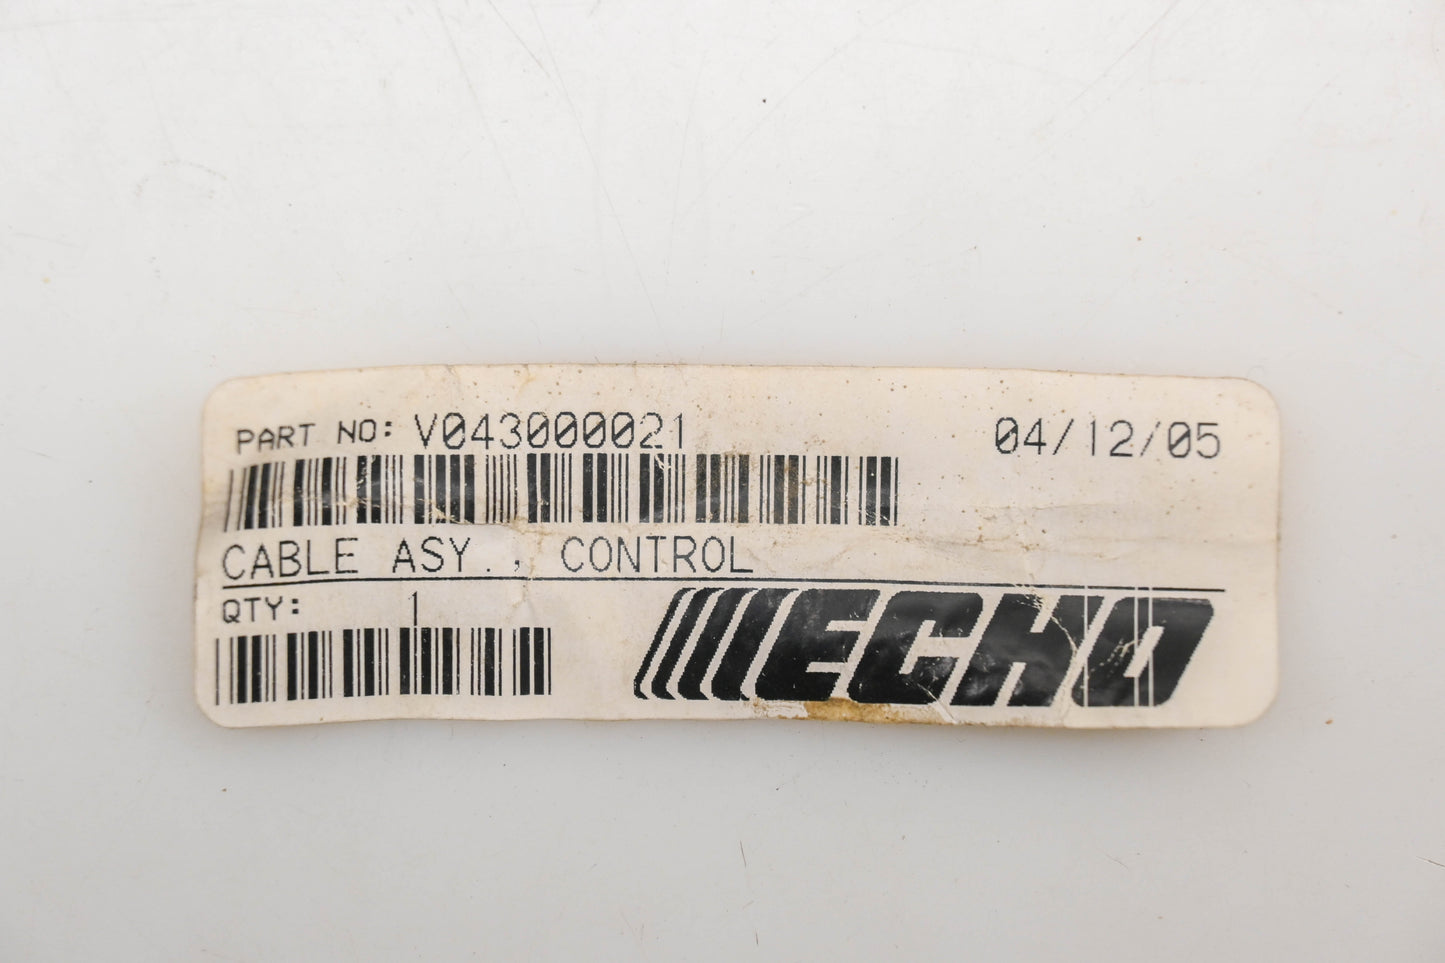 PART NO: V043000021 04/12/05
CABLE ASY., CONTROL
QTY: 1
ECHO